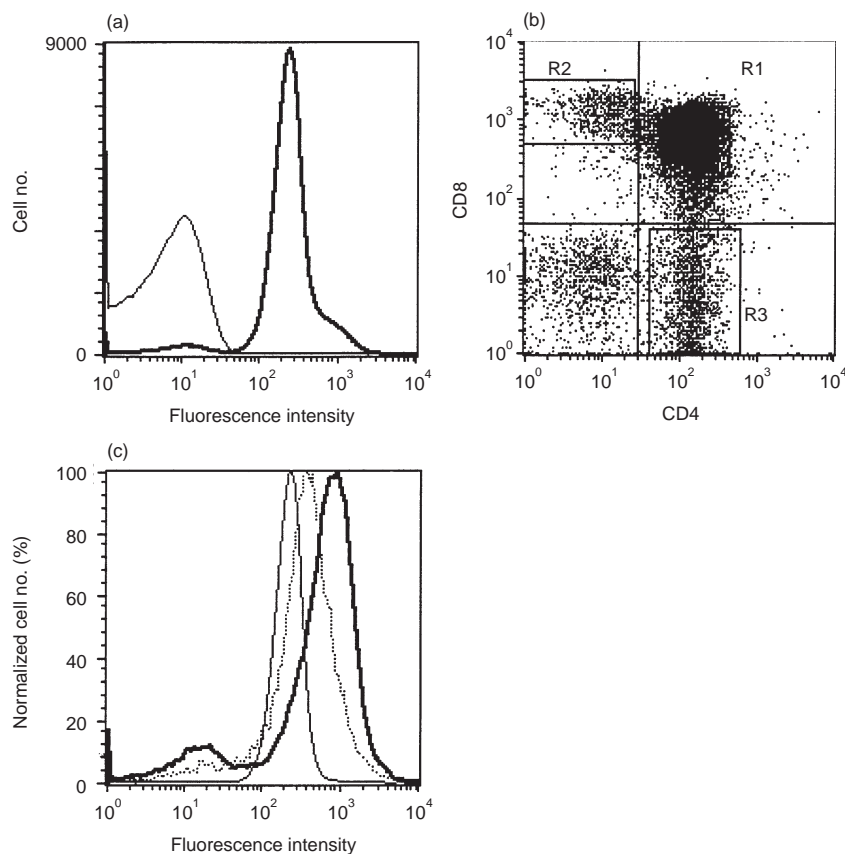 (a)
9000
Cell no.
0
10^0 10^1 10^2 10^3 10^4
Fluorescence intensity
(b)
10^4
10^3
10^2
10^1
10^0
CD8
R2
R1
R3
10^0 10^1 10^2 10^3 10^4
CD4
(c)
100
80
60
40
20
0
Normalized cell no. (%)
10^0 10^1 10^2 10^3 10^4
Fluorescence intensity